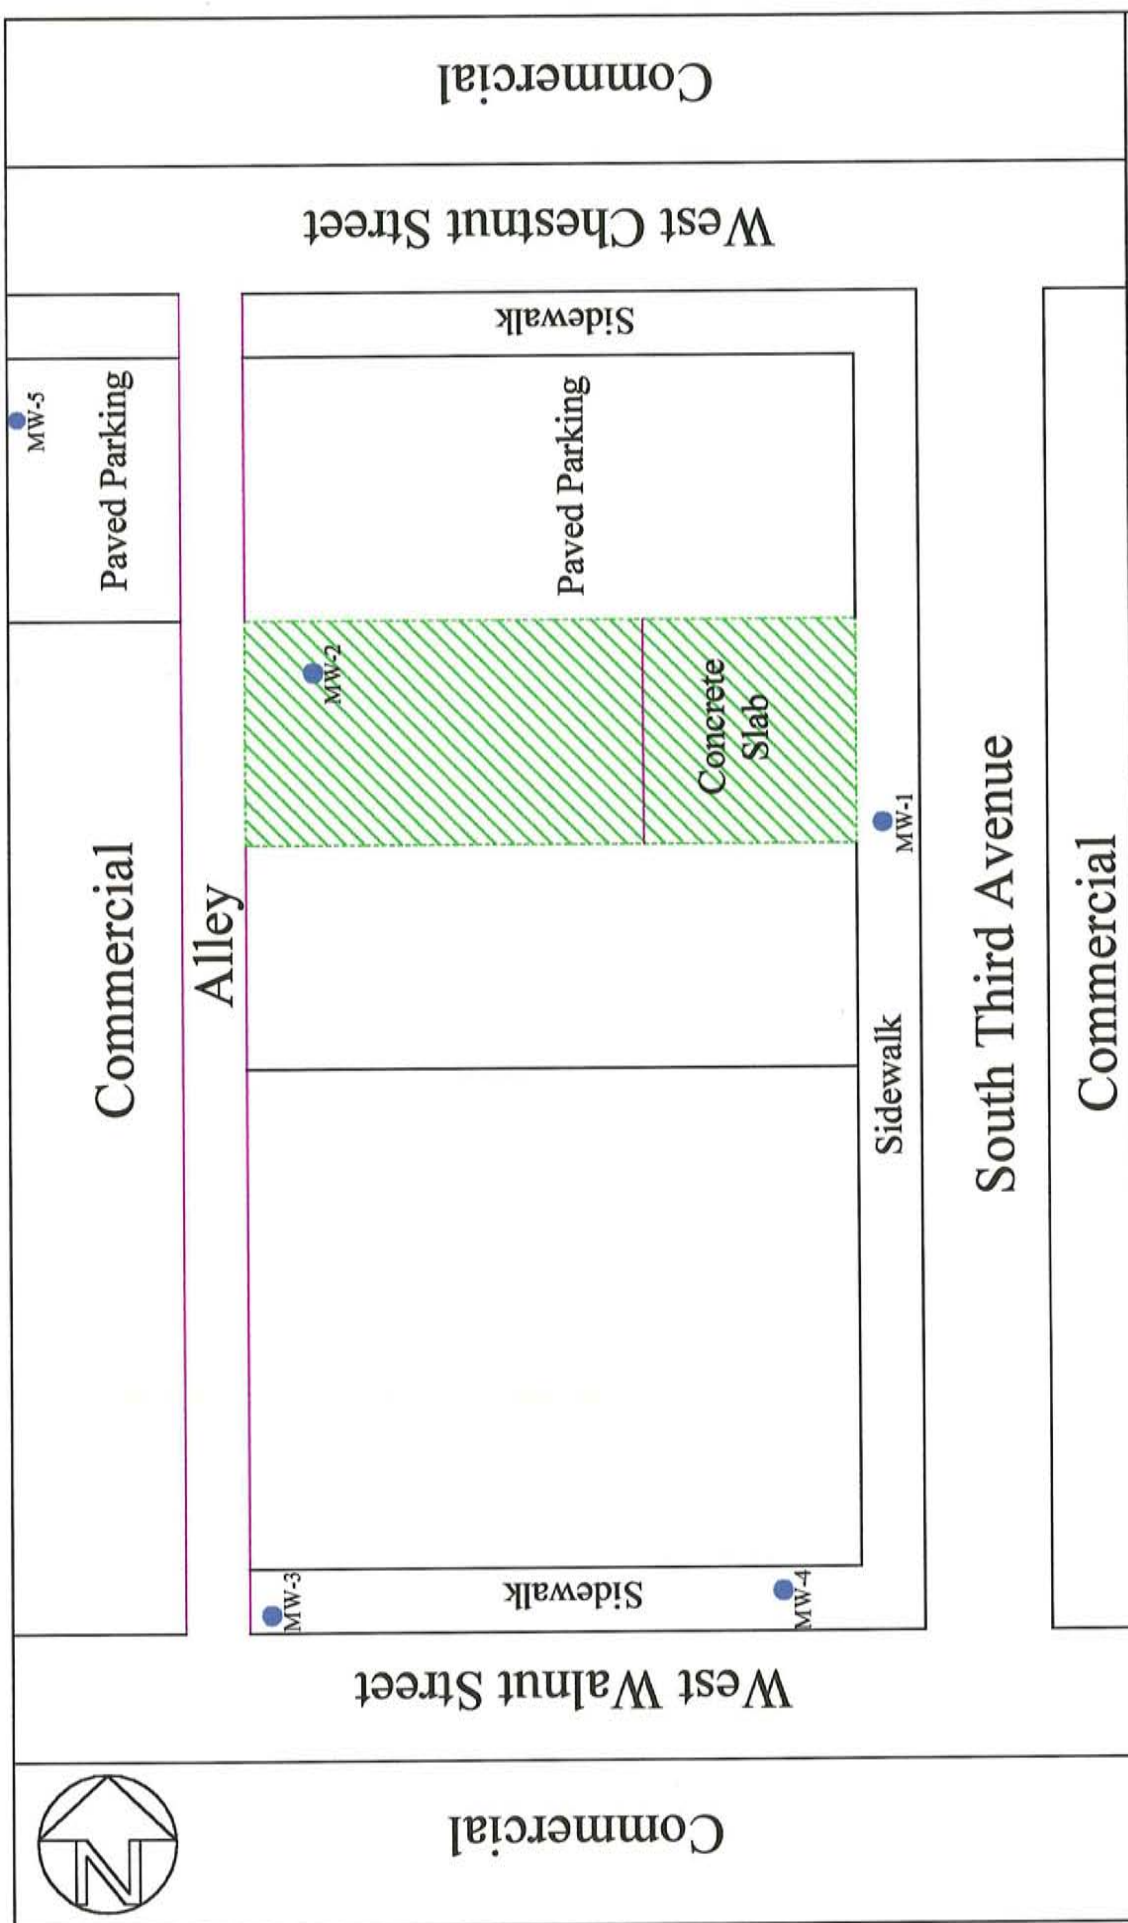 Commercial
West Chestnut Street
Sidewalk
MW-5
Paved Parking
Paved Parking
MW-2
Concrete
Slab
Commercial
Alley
MW-1
South Third Avenue
Sidewalk
Commercial
MW-3
Sidewalk
MW-4
West Walnut Street
Commercial
N